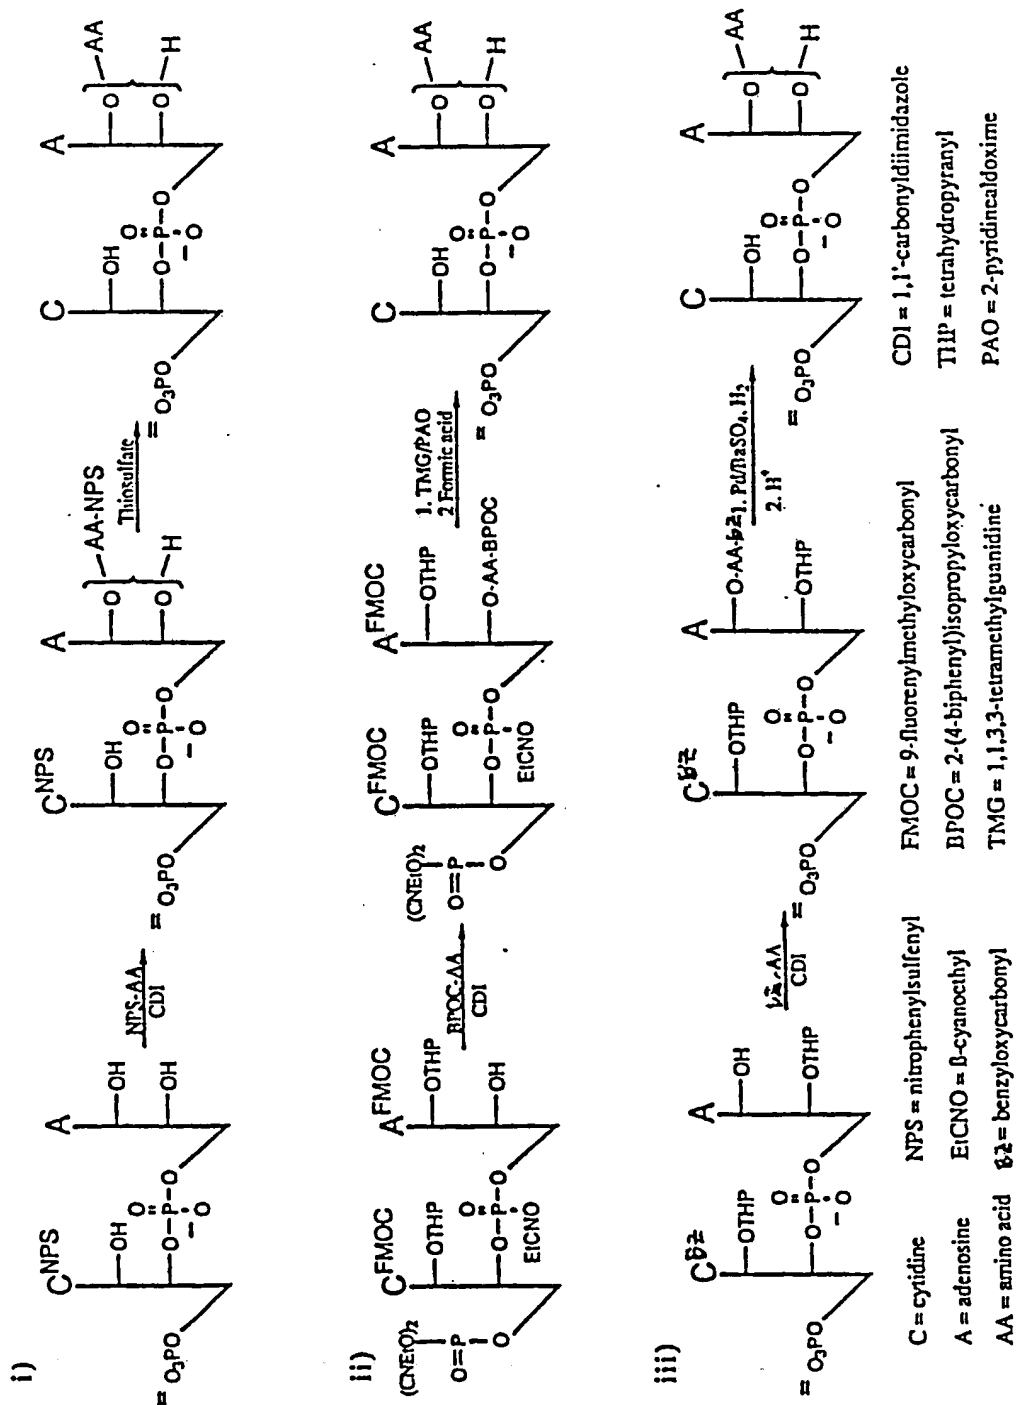 i)
C NPS
OH
= O₃PO
O-P-O
O
− O
A
OH
OH
NPS-AA
CDI
C NPS
OH
= O₃PO
O-P-O
O
− O
A
O
O
AA-NPS
H
Thiosulfate
C
OH
= O₃PO
O-P-O
O
− O
A
O
O
AA
H
ii)
(CNEtO)₂
O=P
O
C FMOC
OTHP
O-P-O
O
EtCNO
A FMOC
OTHP
OH
BPOC-AA
CDI
(CNEtO)₂
O=P
O
C FMOC
OTHP
O-P-O
O
EtCNO
A FMOC
OTHP
O-AA-BPOC
1. TMG/PAO
2 Formic acid
C
OH
= O₃PO
O-P-O
O
− O
A
O
O
AA
H
iii)
C bz
OTHP
= O₃PO
O-P-O
O
− O
A
OH
OTHP
bz-AA
CDI
C bz
OTHP
= O₃PO
O-P-O
O
− O
A
O-AA-bz
OTHP
1. Pd/BaSO₄, H₂
2. H⁺
C
OH
= O₃PO
O-P-O
O
− O
A
O
O
AA
H
C = cytidine
A = adenosine
AA = amino acid
NPS = nitrophenylsulfenyl
EtCNO = β-cyanoethyl
BZ = benzyloxycarbonyl
FMOC = 9-fluorenylmethyloxycarbonyl
BPOC = 2-(4-biphenyl)isopropyloxycarbonyl
TMG = 1,1,3,3-tetramethylguanidine
CDI = 1,1'-carbonyldiimidazole
THP = tetrahydropyranyl
PAO = 2-pyridinealdoxime